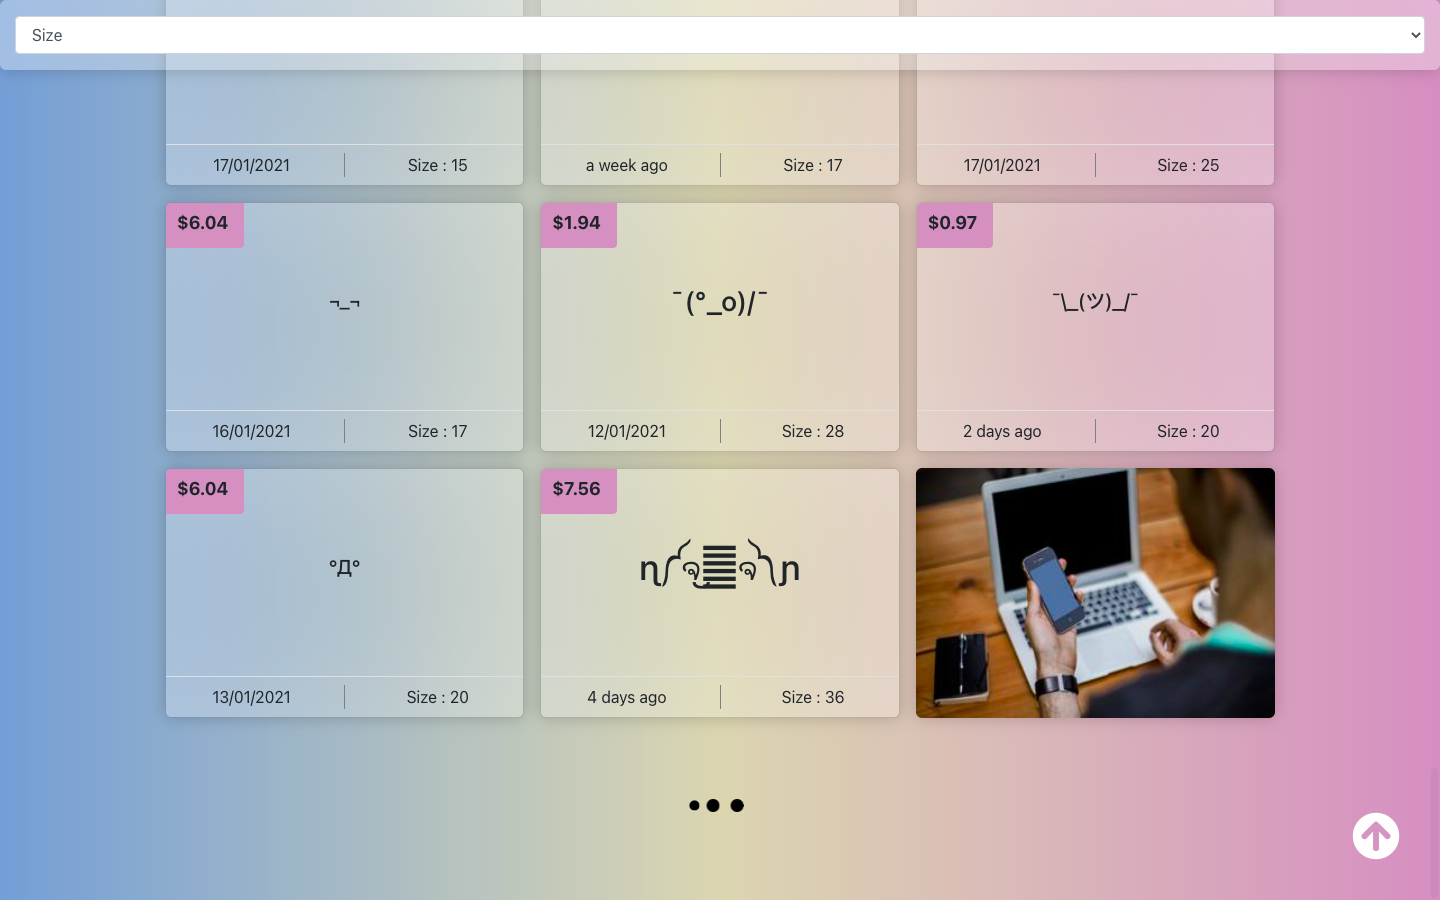 Size
17/01/2021 Size : 15
a week ago Size : 17
17/01/2021 Size : 25
$6.04
¬_¬
16/01/2021 Size : 17
$1.94
¯(°_o)/¯
12/01/2021 Size : 28
$0.97
¯\_(ツ)_/¯
2 days ago Size : 20
$6.04
°Д°
13/01/2021 Size : 20
$7.56
4 days ago Size : 36